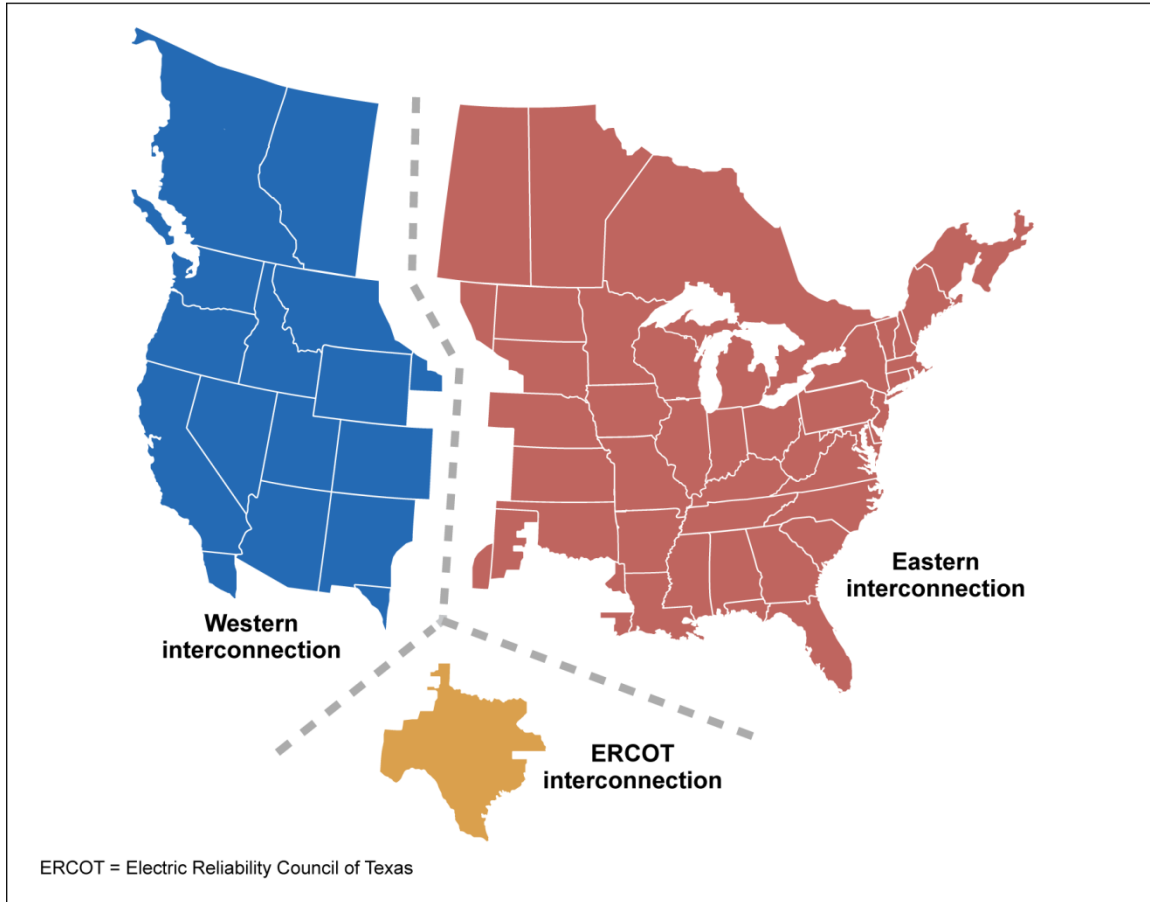 Eastern
interconnection
Western
interconnection
ERCOT
interconnection
ERCOT = Electric Reliability Council of Texas